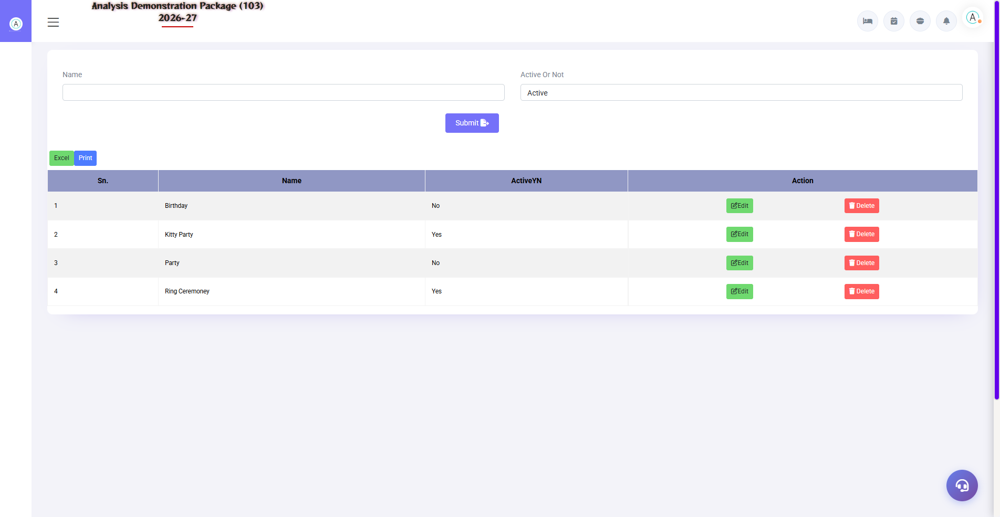 Analysis Demonstration Package (103)
2026-27
A
A
Name
Active Or Not
Active
Submit
Excel Print
Sn. Name ActiveYN Action
1 Birthday No Edit Delete
2 Kitty Party Yes Edit Delete
3 Party No Edit Delete
4 Ring Ceremoney Yes Edit Delete